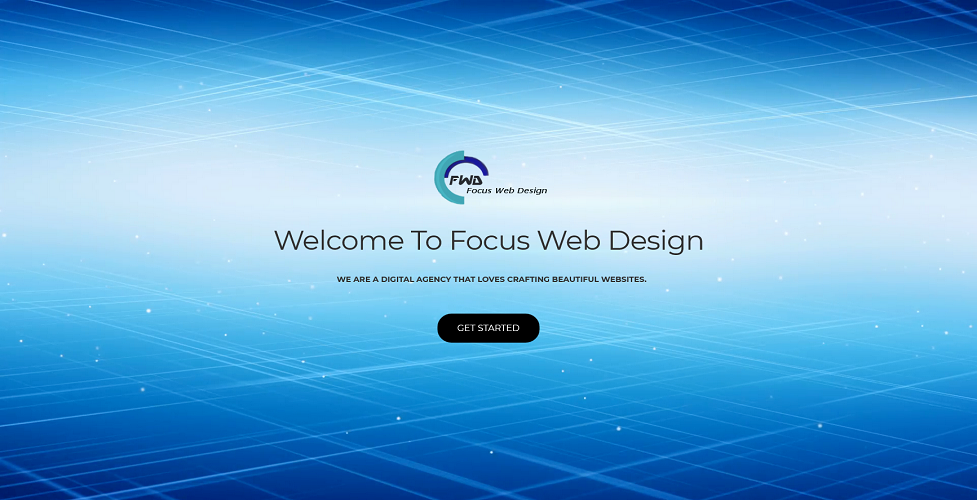 FWD
Focus Web Design
Welcome To Focus Web Design
WE ARE A DIGITAL AGENCY THAT LOVES CRAFTING BEAUTIFUL WEBSITES.
GET STARTED